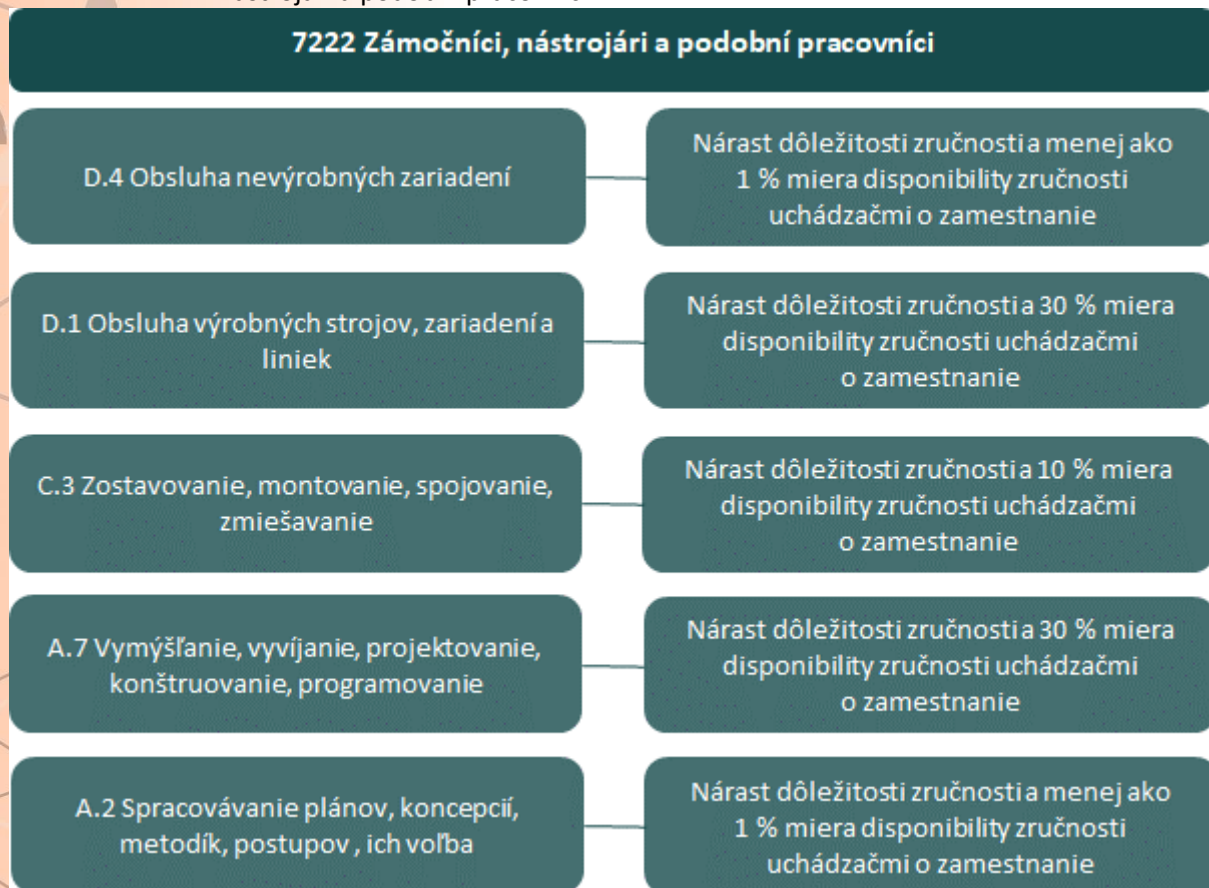 7222 Zámočníci, nástrojári a podobní pracovníci
D.4 Obsluha nevýrobných zariadení
Nárast dôležitosti zručnosti a menej ako
1 % miera disponibility zručnosti
uchádzačmi o zamestnanie
D.1 Obsluha výrobných strojov, zariadení a
liniek
Nárast dôležitosti zručnosti a 30 % miera
disponibility zručnosti uchádzačmi
o zamestnanie
C.3 Zostavovanie, montovanie, spojovanie,
zmiešavanie
Nárast dôležitosti zručnosti a 10 % miera
disponibility zručnosti uchádzačmi
o zamestnanie
A.7 Vymýšľanie, vyvíjanie, projektovanie,
konštruovanie, programovanie
Nárast dôležitosti zručnosti a 30 % miera
disponibility zručnosti uchádzačmi
o zamestnanie
A.2 Spracovávanie plánov, koncepcií,
metodík, postupov , ich voľba
Nárast dôležitosti zručnosti a menej ako
1 % miera disponibility zručnosti
uchádzačmi o zamestnanie